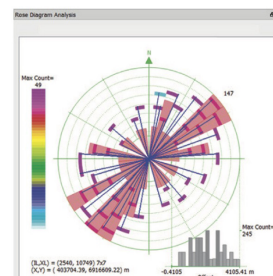 Rose Diagram Analysis
N
Max Count=
49
147
Max Count=
245
(IL,XL) = (2540, 10749) 7x7
(X,Y) = ( 403704.39, 6916609.22) m
-0.4105
4105.41 m